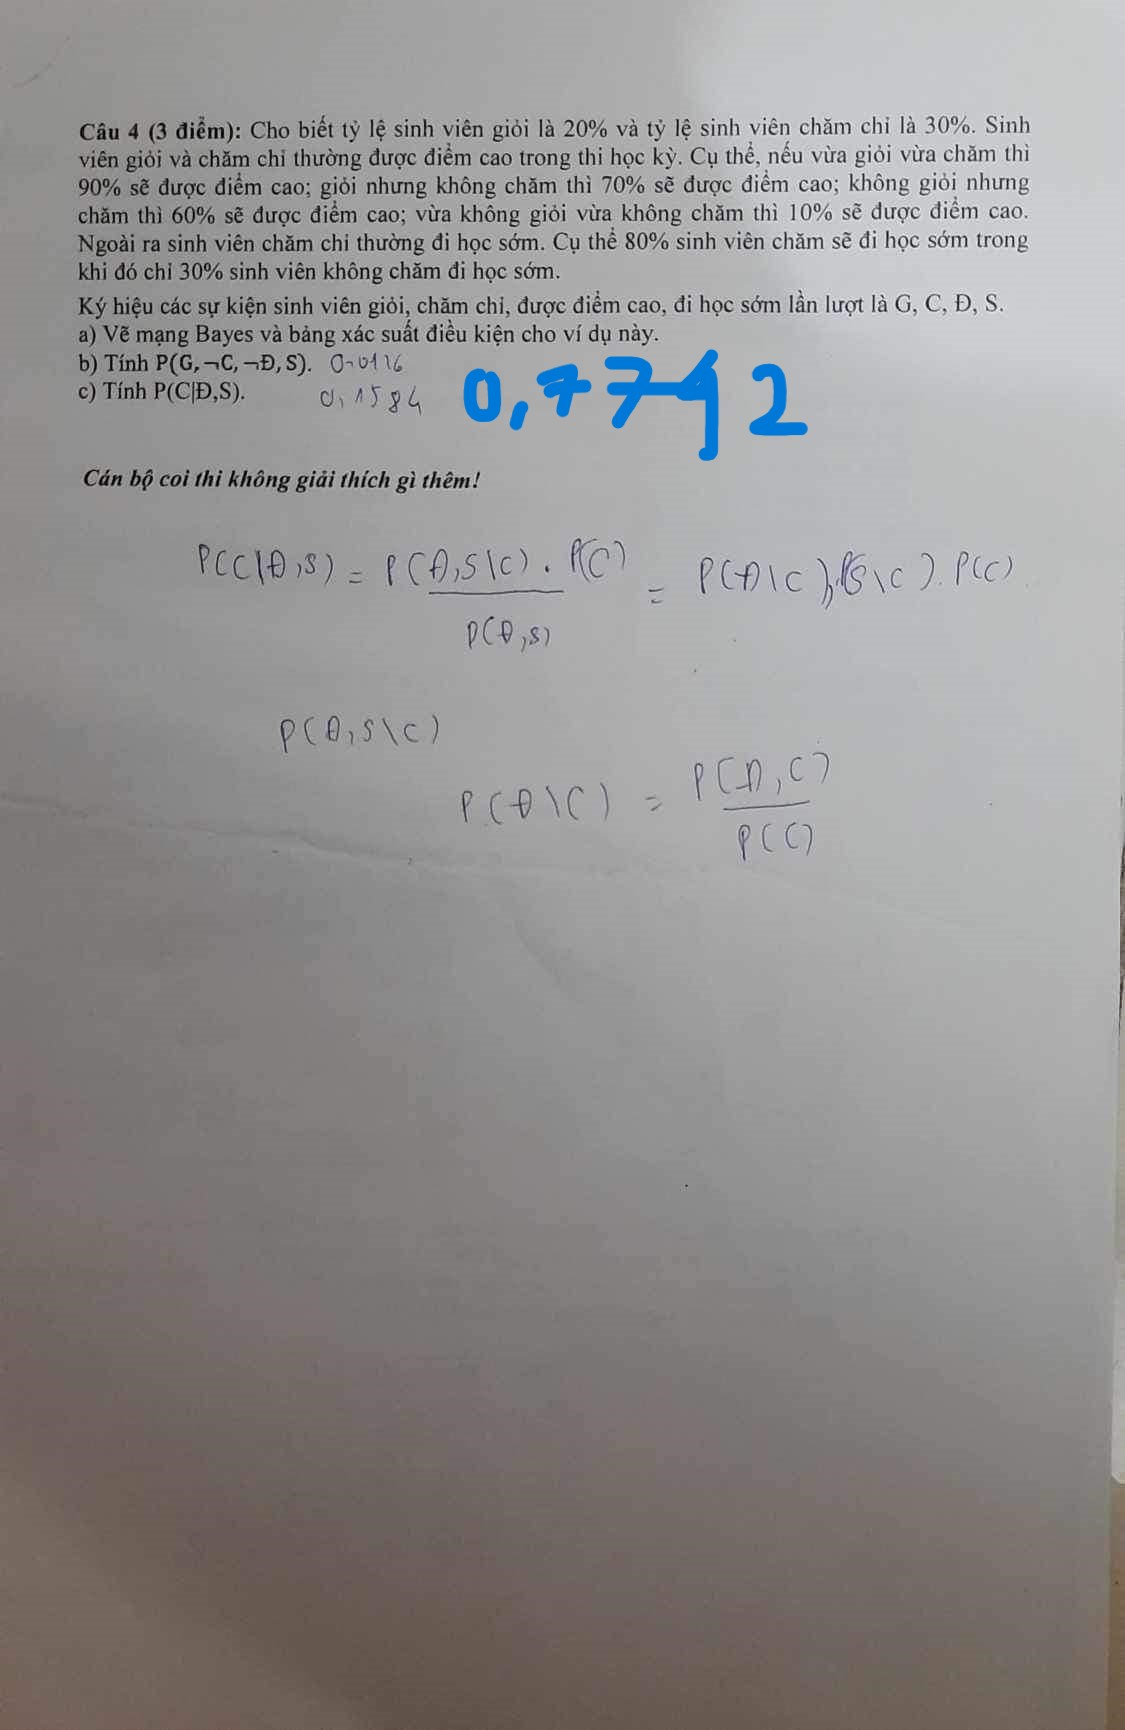 Câu 4 (3 điểm): Cho biết tỷ lệ sinh viên giỏi là 20% và tỷ lệ sinh viên chăm chỉ là 30%. Sinh
viên giỏi và chăm chỉ thường được điểm cao trong thi học kỳ. Cụ thể, nếu vừa giỏi vừa chăm thì
90% sẽ được điểm cao; giỏi nhưng không chăm thì 70% sẽ được điểm cao; không giỏi nhưng
chăm thì 60% sẽ được điểm cao; vừa không giỏi vừa không chăm thì 10% sẽ được điểm cao.
Ngoài ra sinh viên chăm chỉ thường đi học sớm. Cụ thể 80% sinh viên chăm sẽ đi học sớm trong
khi đó chỉ 30% sinh viên không chăm đi học sớm.
Ký hiệu các sự kiện sinh viên giỏi, chăm chỉ, được điểm cao, đi học sớm lần lượt là G, C, Đ, S.
a) Vẽ mạng Bayes và bảng xác suất điều kiện cho ví dụ này.
b) Tính P(G, ¬C, ¬Đ, S). 0,0126
c) Tính P(C|Đ,S). 0,1584 0,7792
Cán bộ coi thi không giải thích gì thêm!
P(C|Đ,S) = P(Đ,S\C) . P(C) = P(Đ\C), P(S\C). P(C)
P(Đ,S)
P(Đ,S\C)
P(Đ\C) = P(Đ,C)
P(C)